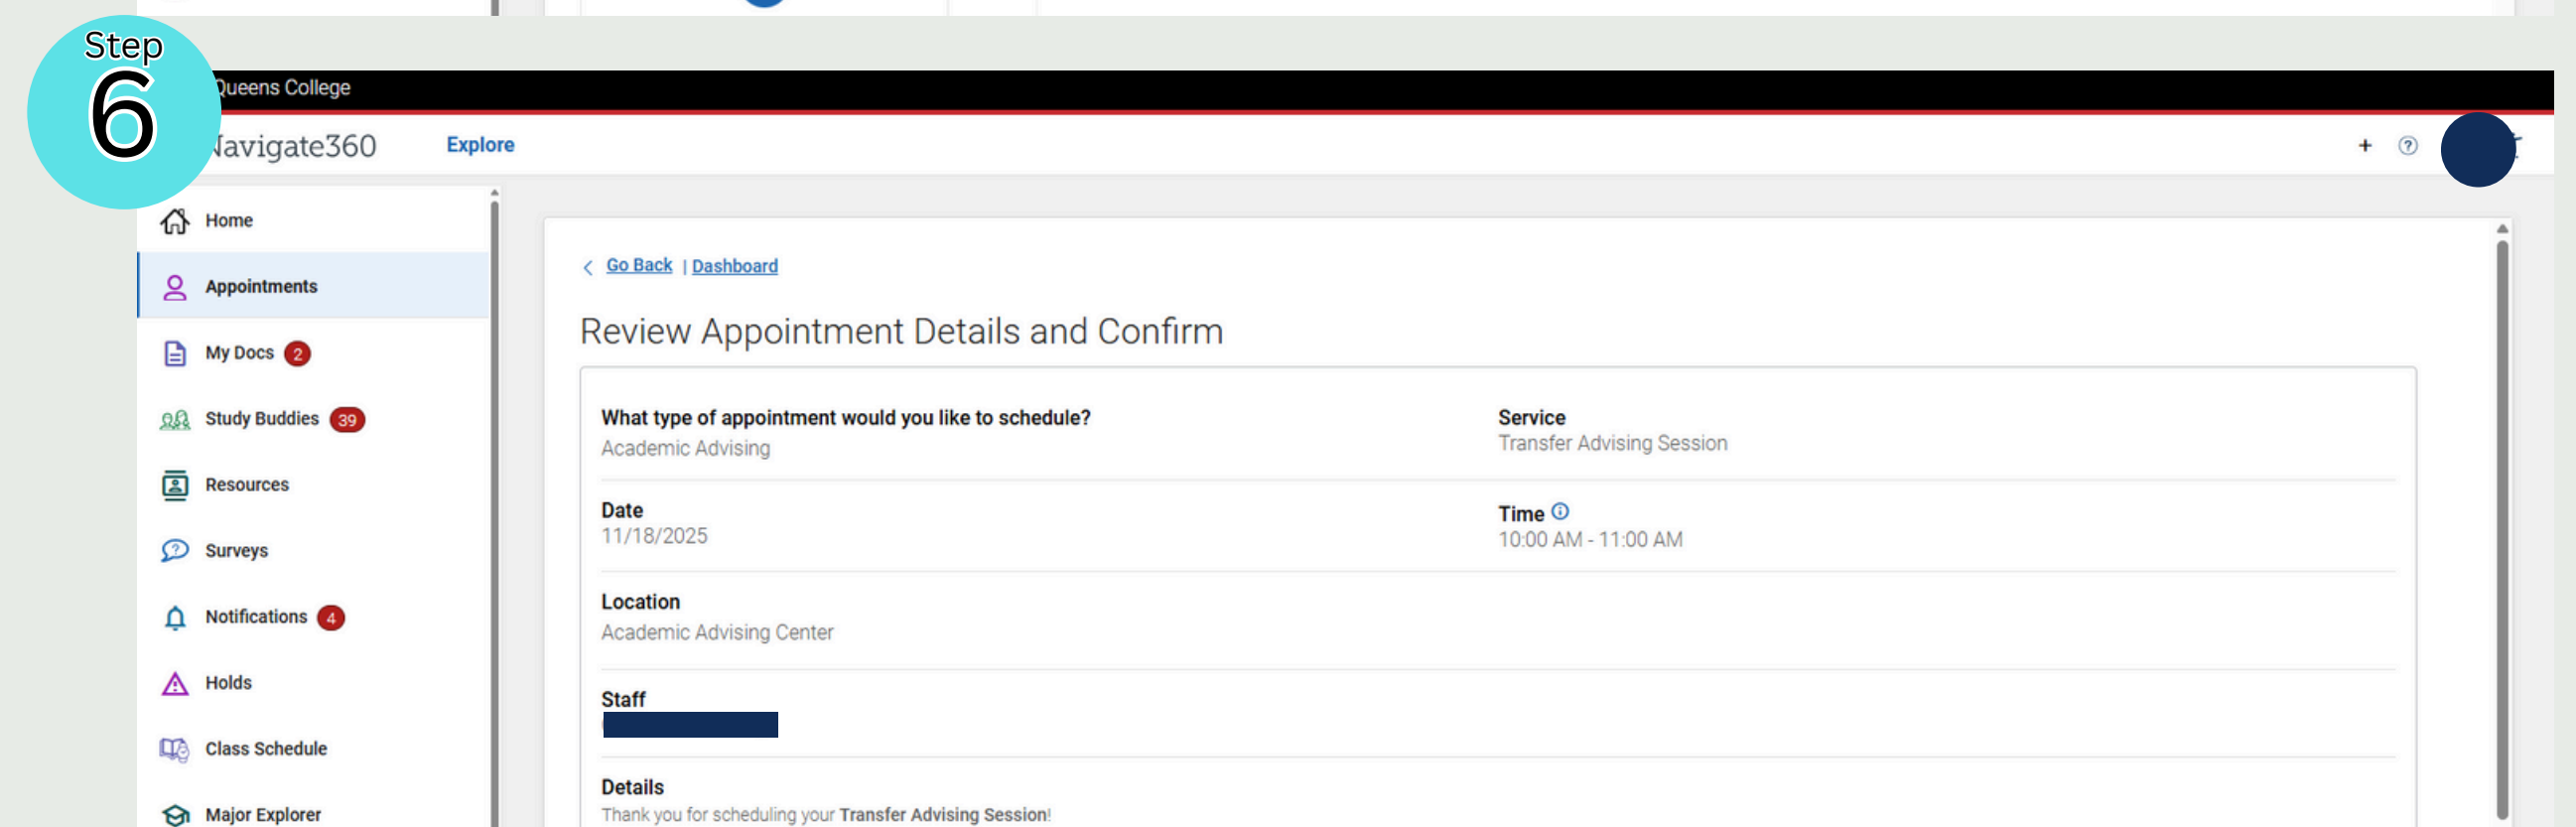 Step
6
Queens College
Navigate360 Explore
+ ?
Home
Appointments
My Docs 2
Study Buddies 39
Resources
Surveys
Notifications 4
Holds
Class Schedule
Major Explorer
< Go Back | Dashboard
Review Appointment Details and Confirm
What type of appointment would you like to schedule?
Academic Advising
Service
Transfer Advising Session
Date
11/18/2025
Time
10:00 AM - 11:00 AM
Location
Academic Advising Center
Staff
Details
Thank you for scheduling your Transfer Advising Session!